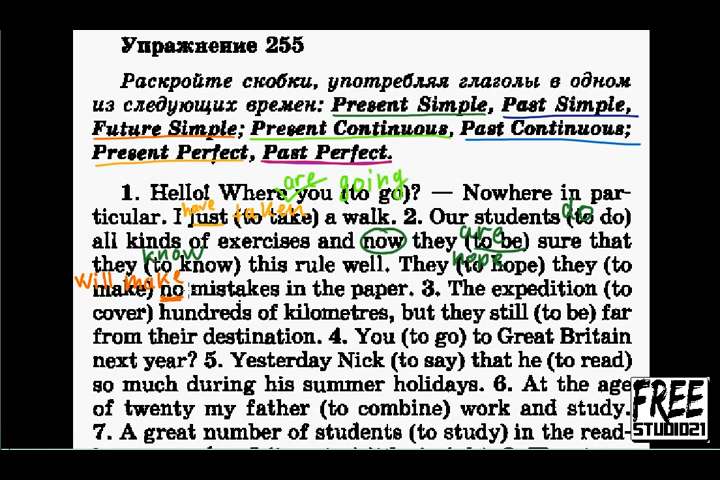 Упражнение 255
Раскройте скобки, употребляя глаголы в одном
из следующих времен: Present Simple, Past Simple,
Future Simple; Present Continuous, Past Continuous;
Present Perfect, Past Perfect.
are going
1. Hello! Where you (to go)? — Nowhere in par-
have taken do
ticular. I just (to take) a walk. 2. Our students (to do)
are
all kinds of exercises and now they (to be) sure that
know hope
they (to know) this rule well. They (to hope) they (to
will make
make) no mistakes in the paper. 3. The expedition (to
cover) hundreds of kilometres, but they still (to be) far
from their destination. 4. You (to go) to Great Britain
next year? 5. Yesterday Nick (to say) that he (to read)
so much during his summer holidays. 6. At the age
of twenty my father (to combine) work and study.
7. A great number of students (to study) in the read-
FREE
STUDIO21